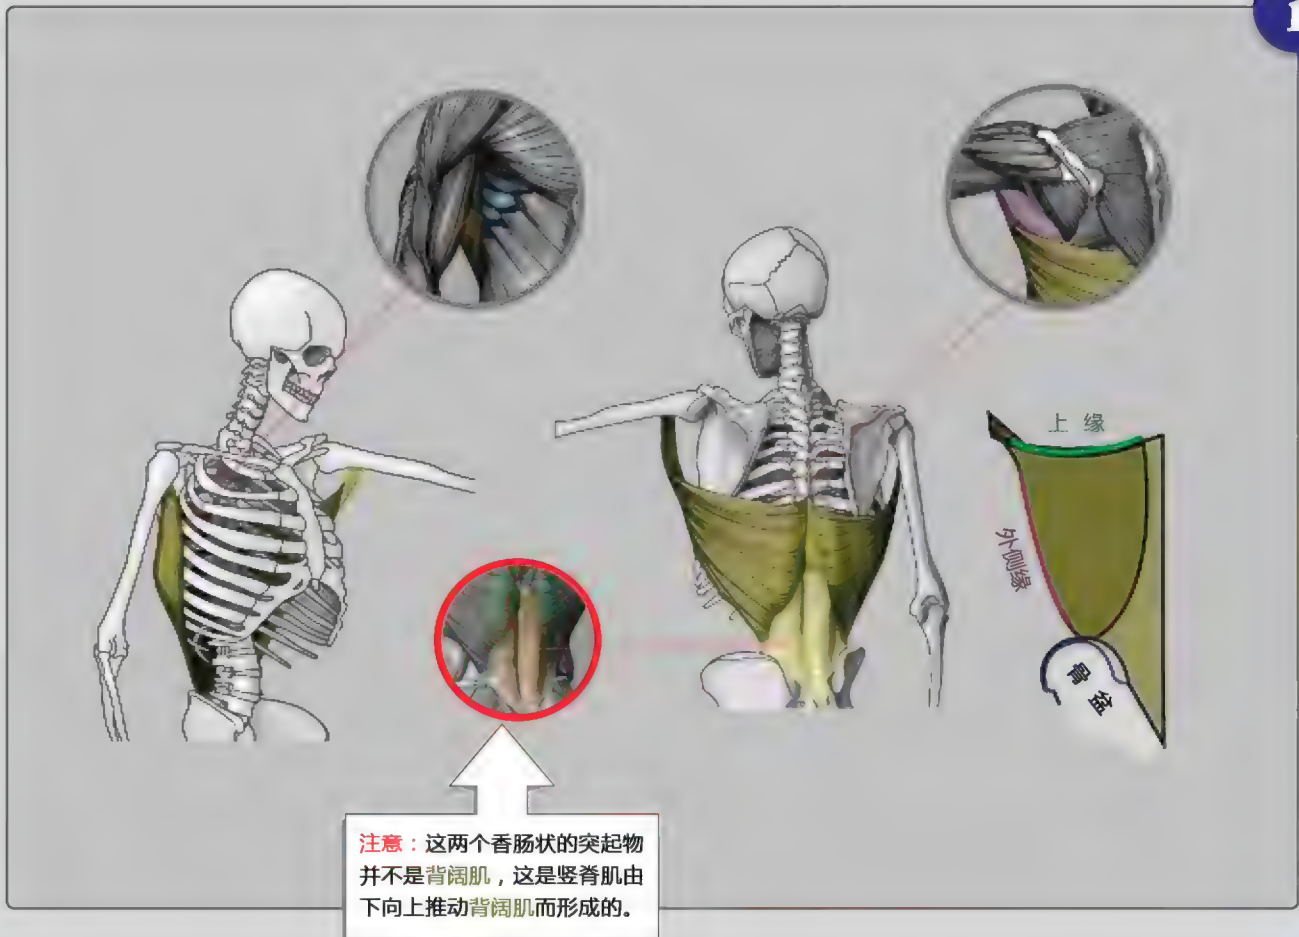 上缘
外侧缘
骨盆
注意：这两个香肠状的突起物
并不是背阔肌，这是竖脊肌由
下向上推动背阔肌而形成的。